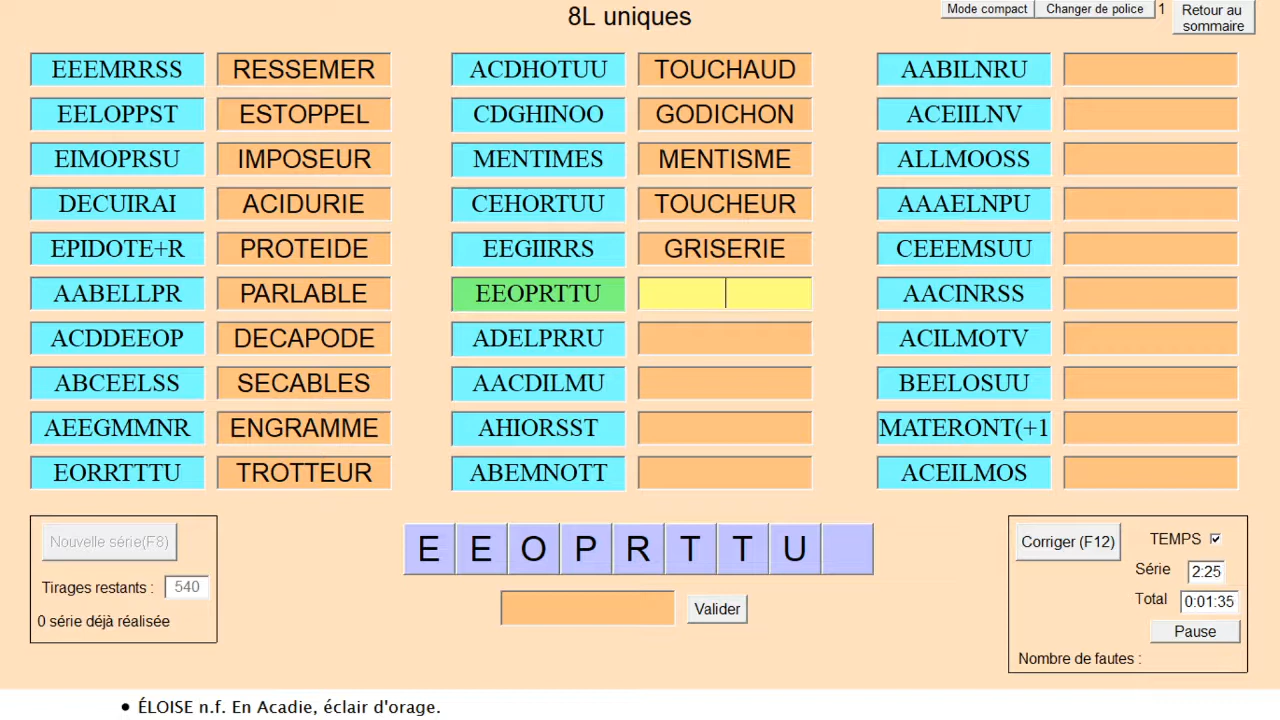 8L uniques
Mode compact
Changer de police
1
Retour au
sommaire
EEEMRRSS RESSEMER
EELOPPST ESTOPPEL
EIMOPRSU IMPOSEUR
DECUIRAI ACIDURIE
EPIDOTE+R PROTEIDE
AABELLPR PARLABLE
ACDDEEOP DECAPODE
ABCEELSS SECABLES
AEEGMMNR ENGRAMME
EORRTTTU TROTTEUR
ACDHOTUU TOUCHAUD
CDGHINOO GODICHON
MENTIMES MENTISME
CEHORTUU TOUCHEUR
EEGIIRRS GRISERIE
EEOPRTTU
ADELPRRU
AACDILMU
AHIORSST
ABEMNOTT
AABILNRU
ACEIILNV
ALLMOOSS
AAAELNPU
CEEEMSUU
AACINRSS
ACILMOTV
BEELOSUU
MATERONT(+1
ACEILMOS
Nouvelle série(F8)
Tirages restants : 540
0 série déjà réalisée
E E O P R T T U
Valider
Corriger (F12)
TEMPS
Série 2:25
Total 0:01:35
Pause
Nombre de fautes :
• ÉLOISE n.f. En Acadie, éclair d'orage.